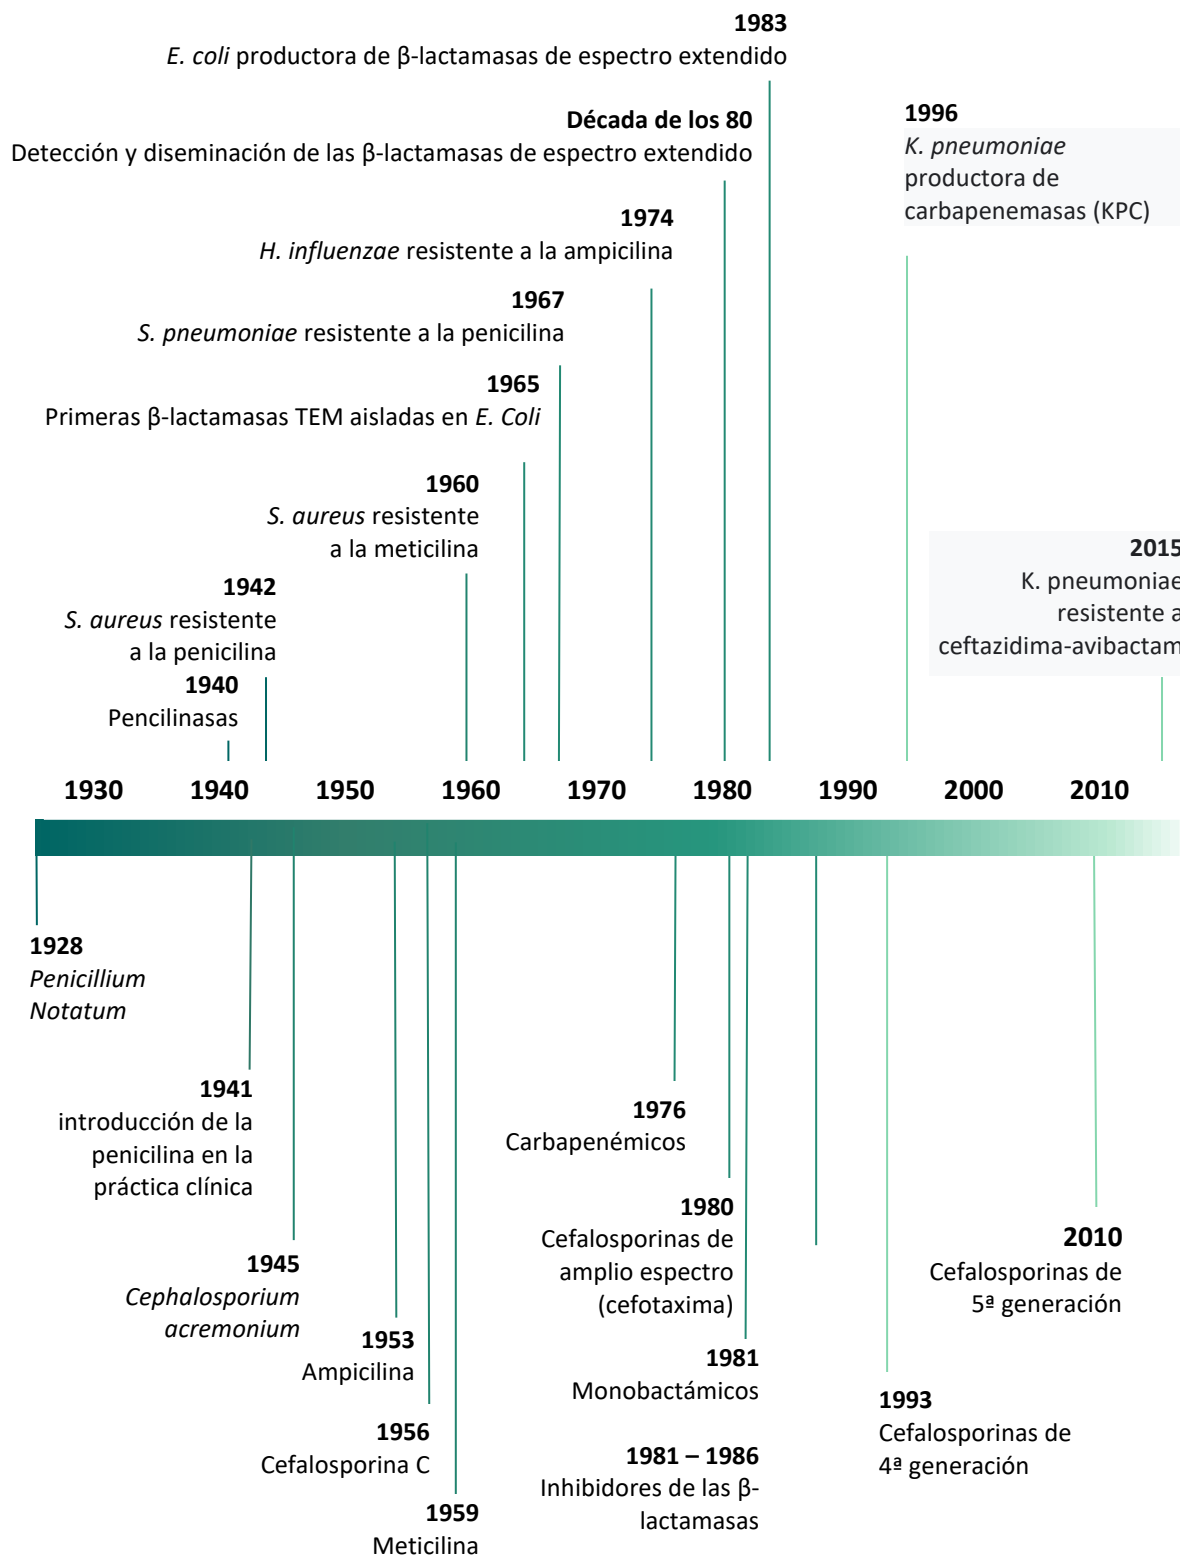 1983
E. coli productora de β-lactamasas de espectro extendido
Década de los 80
Detección y diseminación de las β-lactamasas de espectro extendido
1996
K. pneumoniae
productora de
carbapenemasas (KPC)
1974
H. influenzae resistente a la ampicilina
1967
S. pneumoniae resistente a la penicilina
1965
Primeras β-lactamasas TEM aisladas en E. Coli
1960
S. aureus resistente
a la meticilina
2015
K. pneumoniae
resistente a
ceftazidima-avibactam
1942
S. aureus resistente
a la penicilina
1940
Pencilinasas
1930 1940 1950 1960 1970 1980 1990 2000 2010
1928
Penicillium
Notatum
1941
introducción de la
penicilina en la
práctica clínica
1945
Cephalosporium
acremonium
1953
Ampicilina
1956
Cefalosporina C
1959
Meticilina
1976
Carbapenémicos
1980
Cefalosporinas de
amplio espectro
(cefotaxima)
1981
Monobactámicos
1981 – 1986
Inhibidores de las β-
lactamasas
1993
Cefalosporinas de
4ª generación
2010
Cefalosporinas de
5ª generación